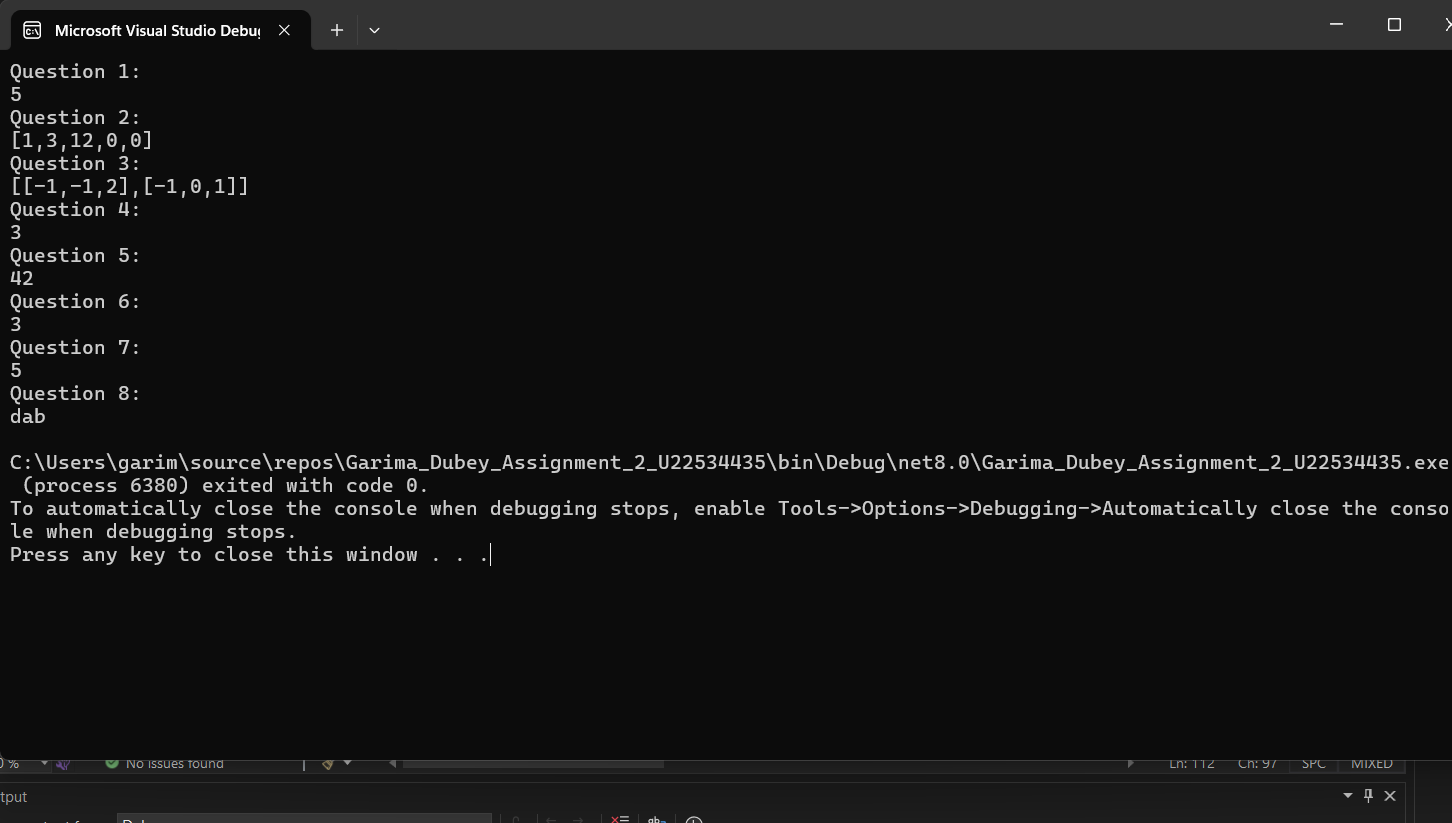 Microsoft Visual Studio Debug
Question 1:
5
Question 2:
[1,3,12,0,0]
Question 3:
[[-1,-1,2],[-1,0,1]]
Question 4:
3
Question 5:
42
Question 6:
3
Question 7:
5
Question 8:
dab
C:\Users\garim\source\repos\Garima_Dubey_Assignment_2_U22534435\bin\Debug\net8.0\Garima_Dubey_Assignment_2_U22534435.exe
(process 6380) exited with code 0.
To automatically close the console when debugging stops, enable Tools->Options->Debugging->Automatically close the conso
le when debugging stops.
Press any key to close this window . . .
0 % No issues found Ln: 112 Ch: 97 SPC MIXED
tput